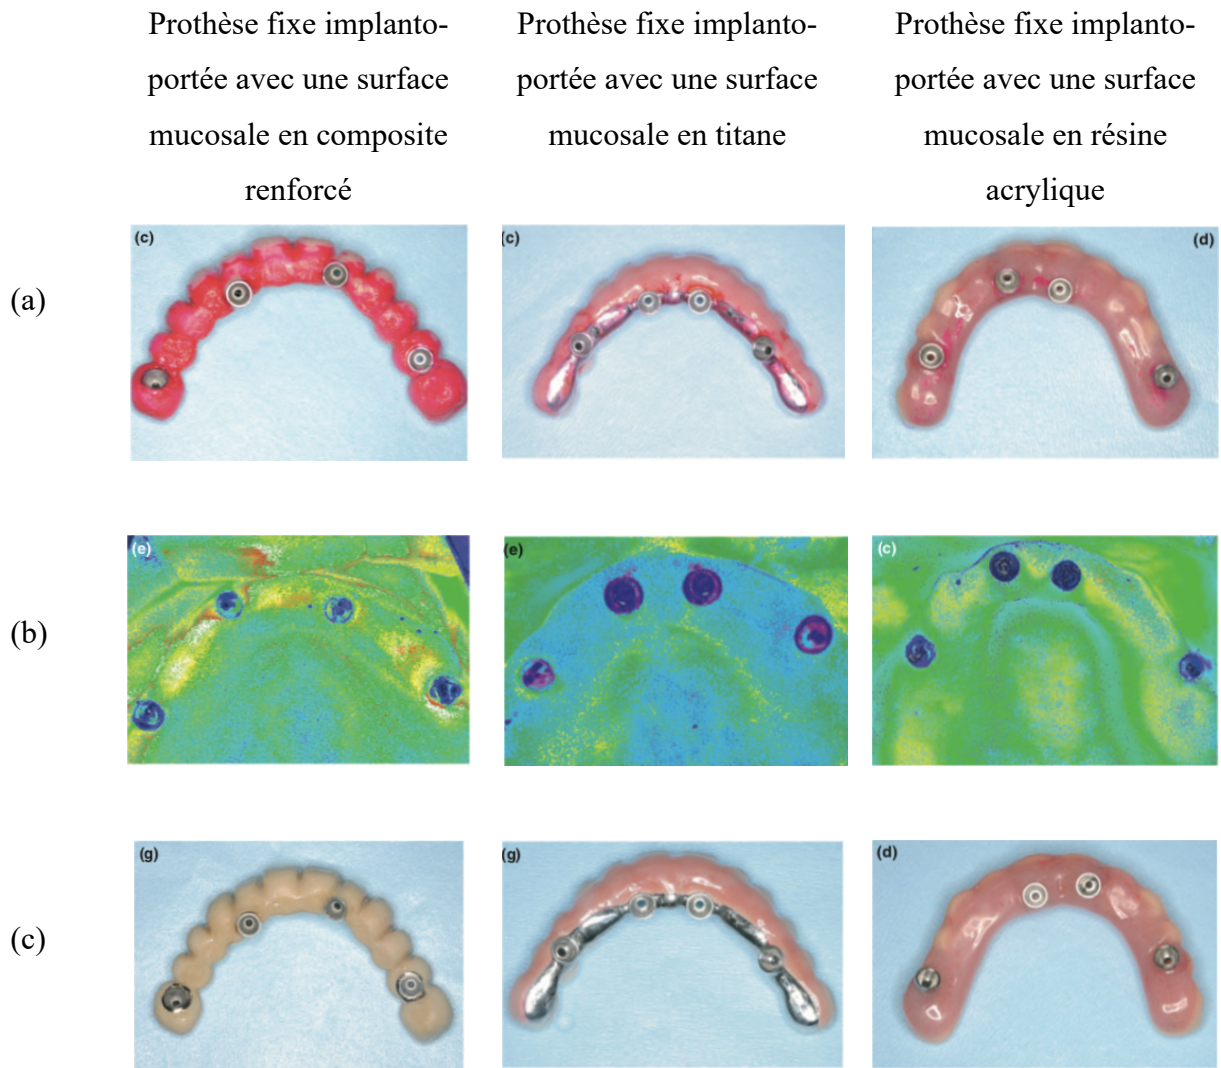 Prothèse fixe implanto-
portée avec une surface
mucosale en composite
renforcé
Prothèse fixe implanto-
portée avec une surface
mucosale en titane
Prothèse fixe implanto-
portée avec une surface
mucosale en résine
acrylique
(a)
(c)
(c)
(d)
(b)
(e)
(e)
(c)
(c)
(g)
(g)
(d)